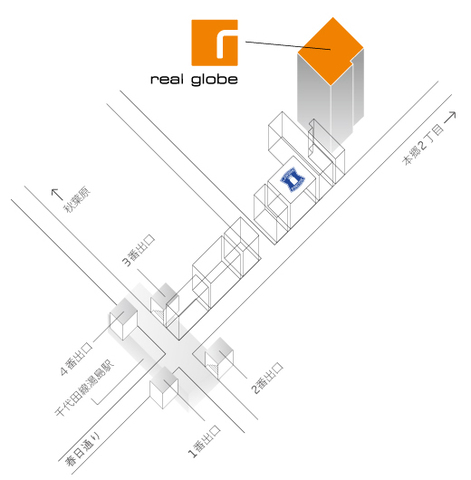 real globe
本郷2丁目
秋葉原
3番出口
4番出口
千代田線湯島駅
2番出口
1番出口
春日通り